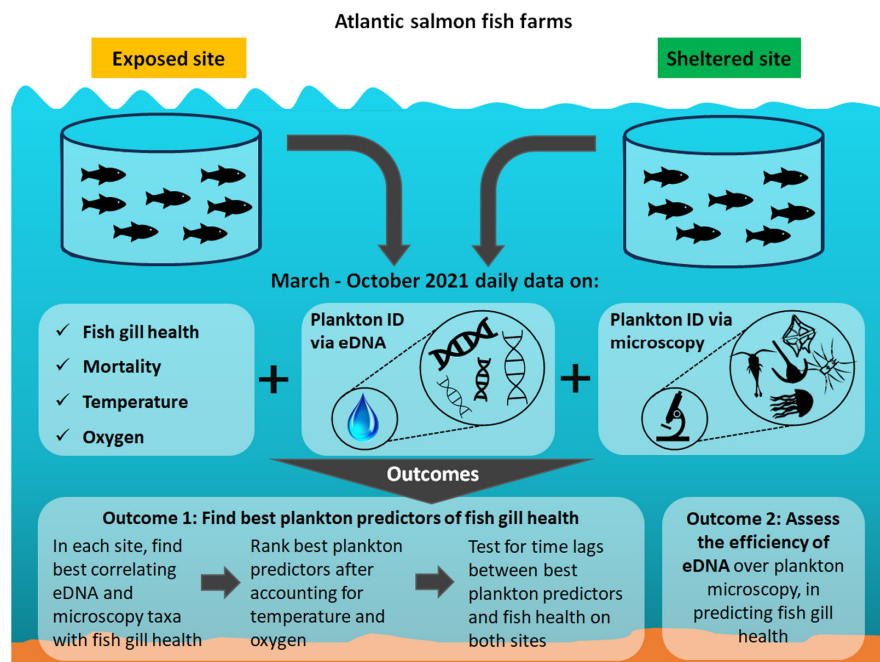 Atlantic salmon fish farms
Exposed site
Sheltered site
March - October 2021 daily data on:
✓ Fish gill health
✓ Mortality
✓ Temperature
✓ Oxygen
+
Plankton ID
via eDNA
+
Plankton ID via
microscopy
Outcomes
Outcome 1: Find best plankton predictors of fish gill health
In each site, find
best correlating
eDNA and
microscopy taxa
with fish gill health
Rank best plankton
predictors after
accounting for
temperature and
oxygen
Test for time lags
between best
plankton predictors
and fish health on
both sites
Outcome 2: Assess
the efficiency of
eDNA over plankton
microscopy, in
predicting fish gill
health